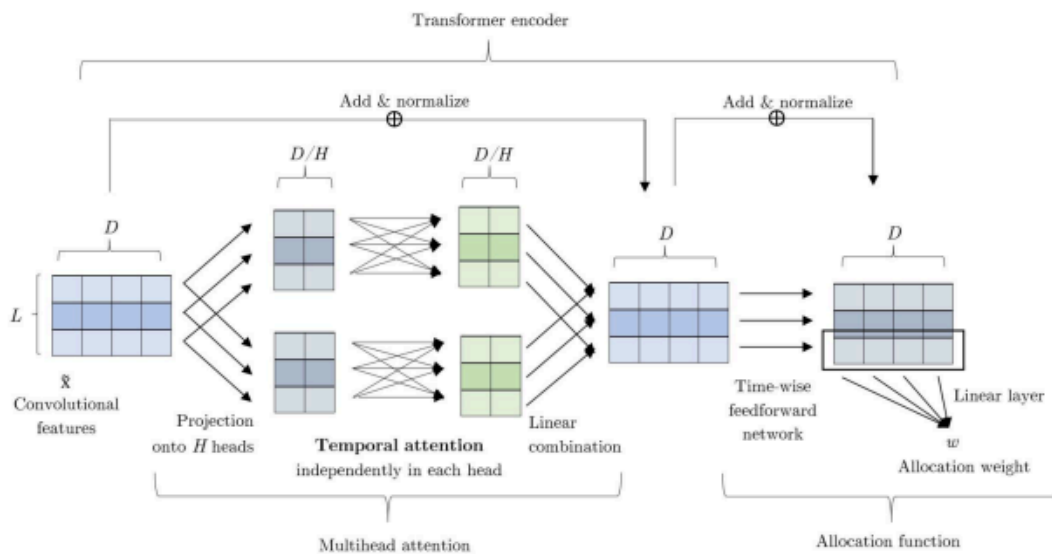 Transformer encoder
Add & normalize
Add & normalize
D/H
D/H
D
D
D
L
x̃
Convolutional
features
Projection
onto H heads
Temporal attention
independently in each head
Linear
combination
Time-wise
feedforward
network
Linear layer
w
Allocation weight
Multihead attention
Allocation function